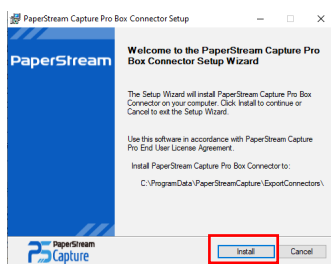 PaperStream Capture Pro Box Connector Setup
PaperStream
Welcome to the PaperStream Capture Pro
Box Connector Setup Wizard.
The Setup Wizard will install PaperStream Capture Pro Box
Connector on your computer. Click Install to continue or
Cancel to exit the Setup Wizard.
Use this software in accordance with PaperStream Capture
Pro End User License Agreement.
Install PaperStream Capture Pro Box Connector to:
C:\ProgramData\PaperStreamCapture\ExportConnectors\
PS PaperStream
Capture
Install
Cancel